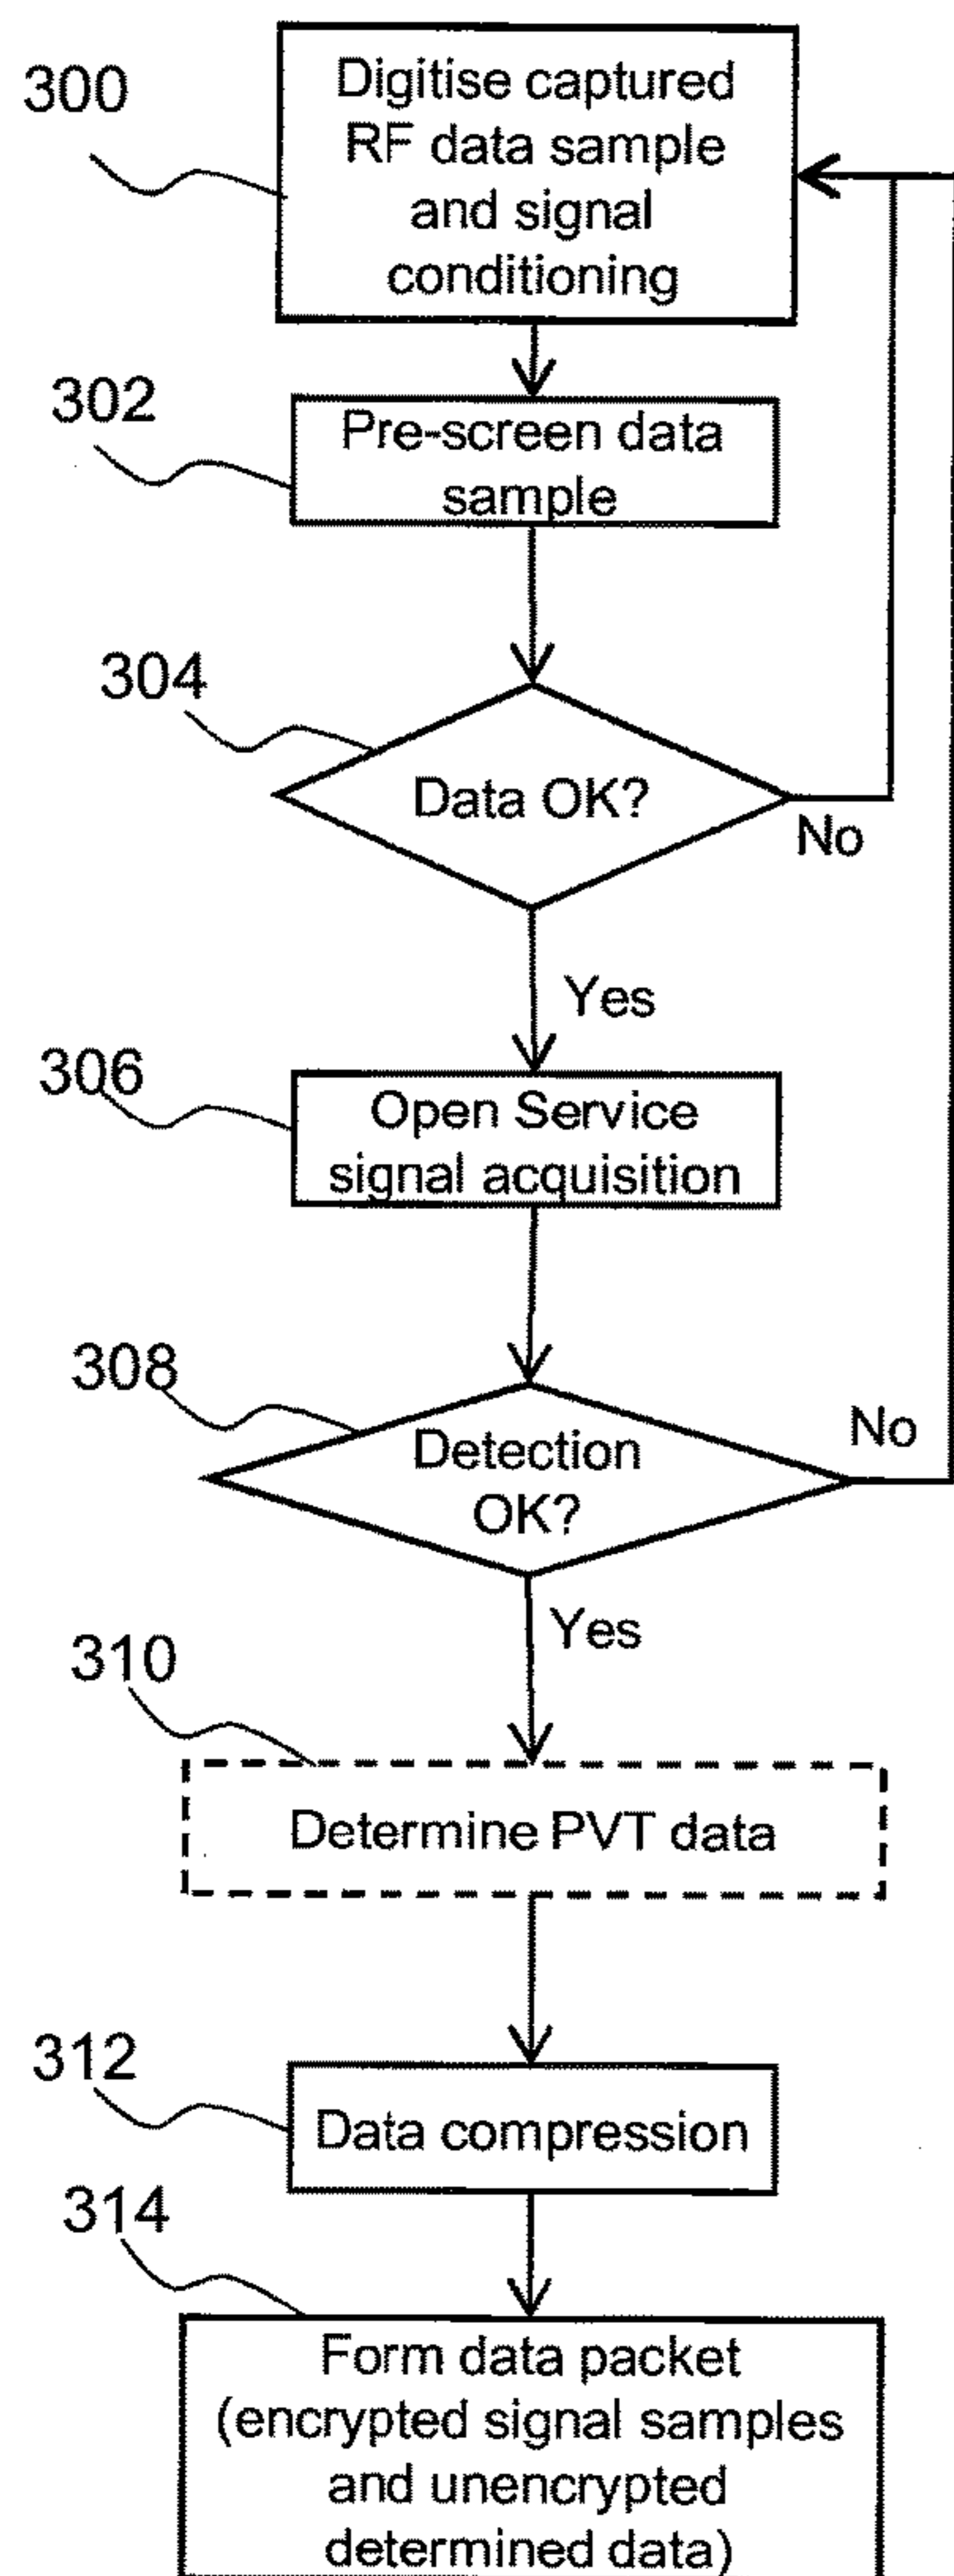 300
Digitise captured
RF data sample
and signal
conditioning
302
Pre-screen data
sample
304
Data OK?
No
Yes
306
Open Service
signal acquisition
308
Detection
OK?
No
Yes
310
Determine PVT data
312
Data compression
314
Form data packet
(encrypted signal samples
and unencrypted
determined data)